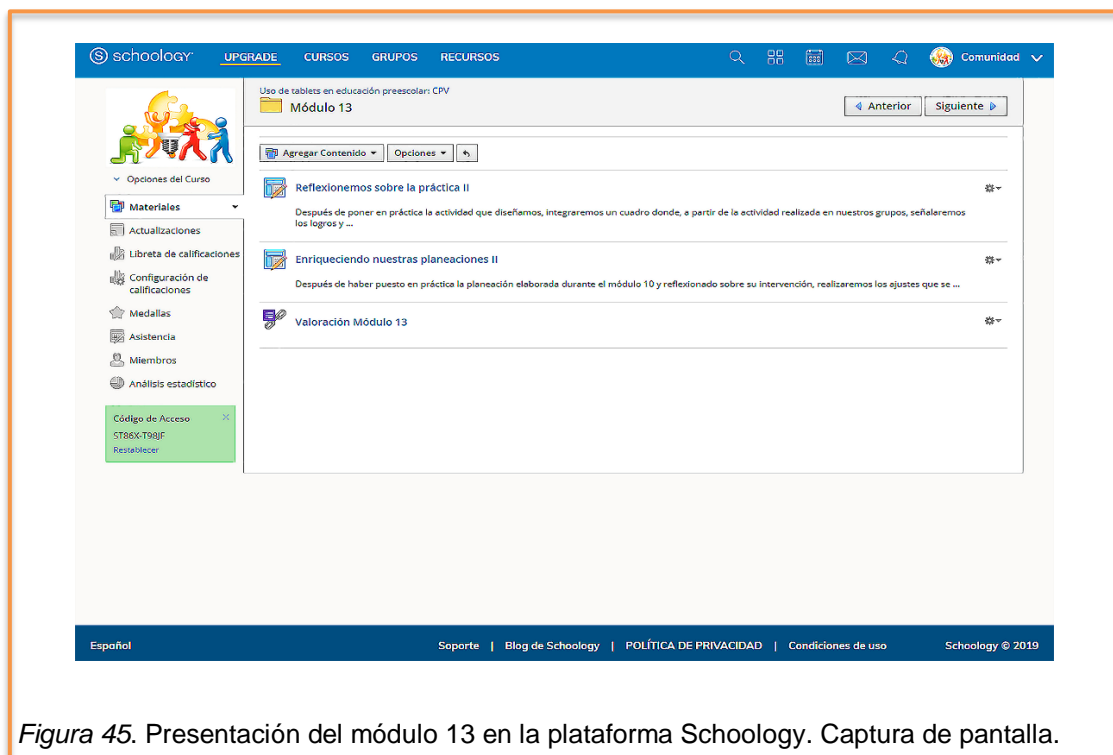 schoology UPGRADE CURSOS GRUPOS RECURSOS Comunidad
Uso de tablets en educación preescolar: CPV
Módulo 13
Anterior Siguiente
Agregar Contenido Opciones
Opciones del Curso
Materiales
Actualizaciones
Libreta de calificaciones
Configuración de
calificaciones
Medallas
Asistencia
Miembros
Análisis estadístico
Código de Acceso
ST86X-T98JF
Restablecer
Reflexionemos sobre la práctica II
Después de poner en práctica la actividad que diseñamos, integraremos un cuadro donde, a partir de la actividad realizada en nuestros grupos, señalaremos
los logros y ...
Enriqueciendo nuestras planeaciones II
Después de haber puesto en práctica la planeación elaborada durante el módulo 10 y reflexionado sobre su intervención, realizaremos los ajustes que se ...
Valoración Módulo 13
Español Soporte | Blog de Schoology | POLÍTICA DE PRIVACIDAD | Condiciones de uso Schoology © 2019
Figura 45. Presentación del módulo 13 en la plataforma Schoology. Captura de pantalla.